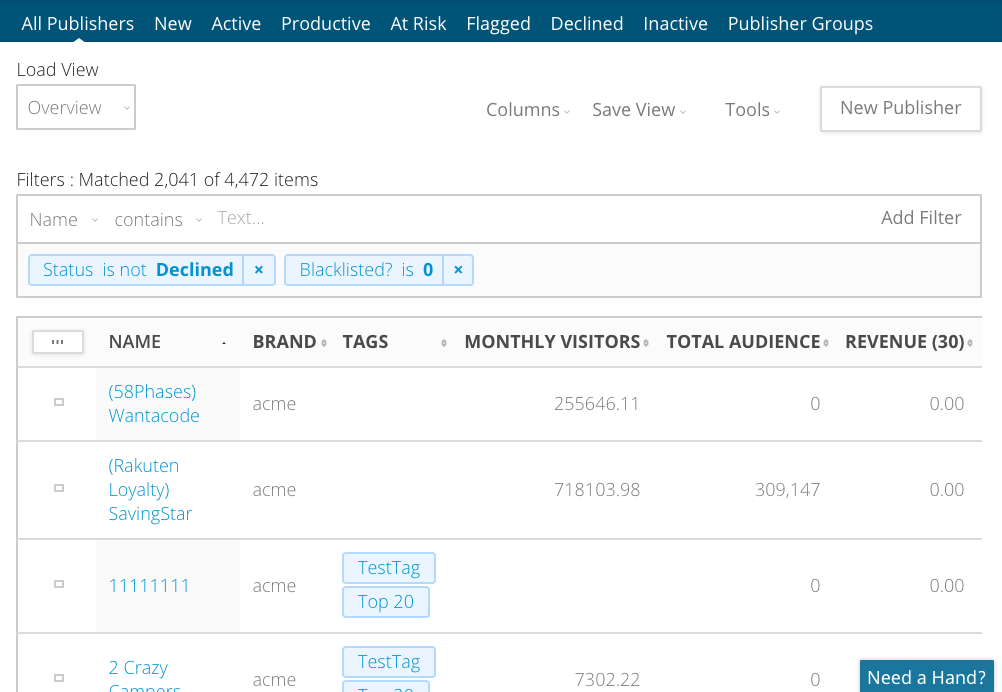 All Publishers New Active Productive At Risk Flagged Declined Inactive Publisher Groups
Load View
Overview
Columns Save View Tools New Publisher
Filters : Matched 2,041 of 4,472 items
Name contains Text... Add Filter
Status is not Declined × Blacklisted? is 0 ×
... NAME BRAND TAGS MONTHLY VISITORS TOTAL AUDIENCE REVENUE (30)
(58Phases)
Wantacode acme 255646.11 0 0.00
(Rakuten
Loyalty)
SavingStar acme 718103.98 309,147 0.00
11111111 acme TestTag 0 0.00
Top 20
2 Crazy
Campers acme TestTag 7302.22 0
Top 20
Need a Hand?